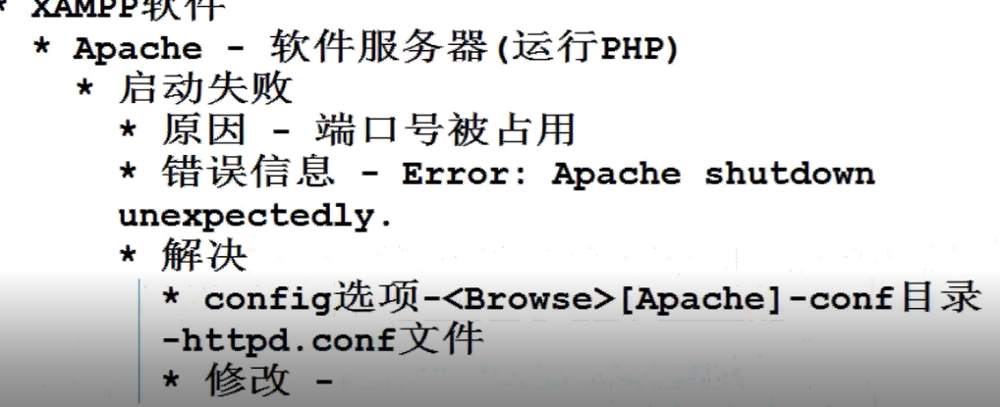 * XAMPP软件
* Apache - 软件服务器(运行PHP)
* 启动失败
* 原因 - 端口号被占用
* 错误信息 - Error: Apache shutdown
unexpectedly.
* 解决
* config选项-<Browse>[Apache]-conf目录
-httpd.conf文件
* 修改 -